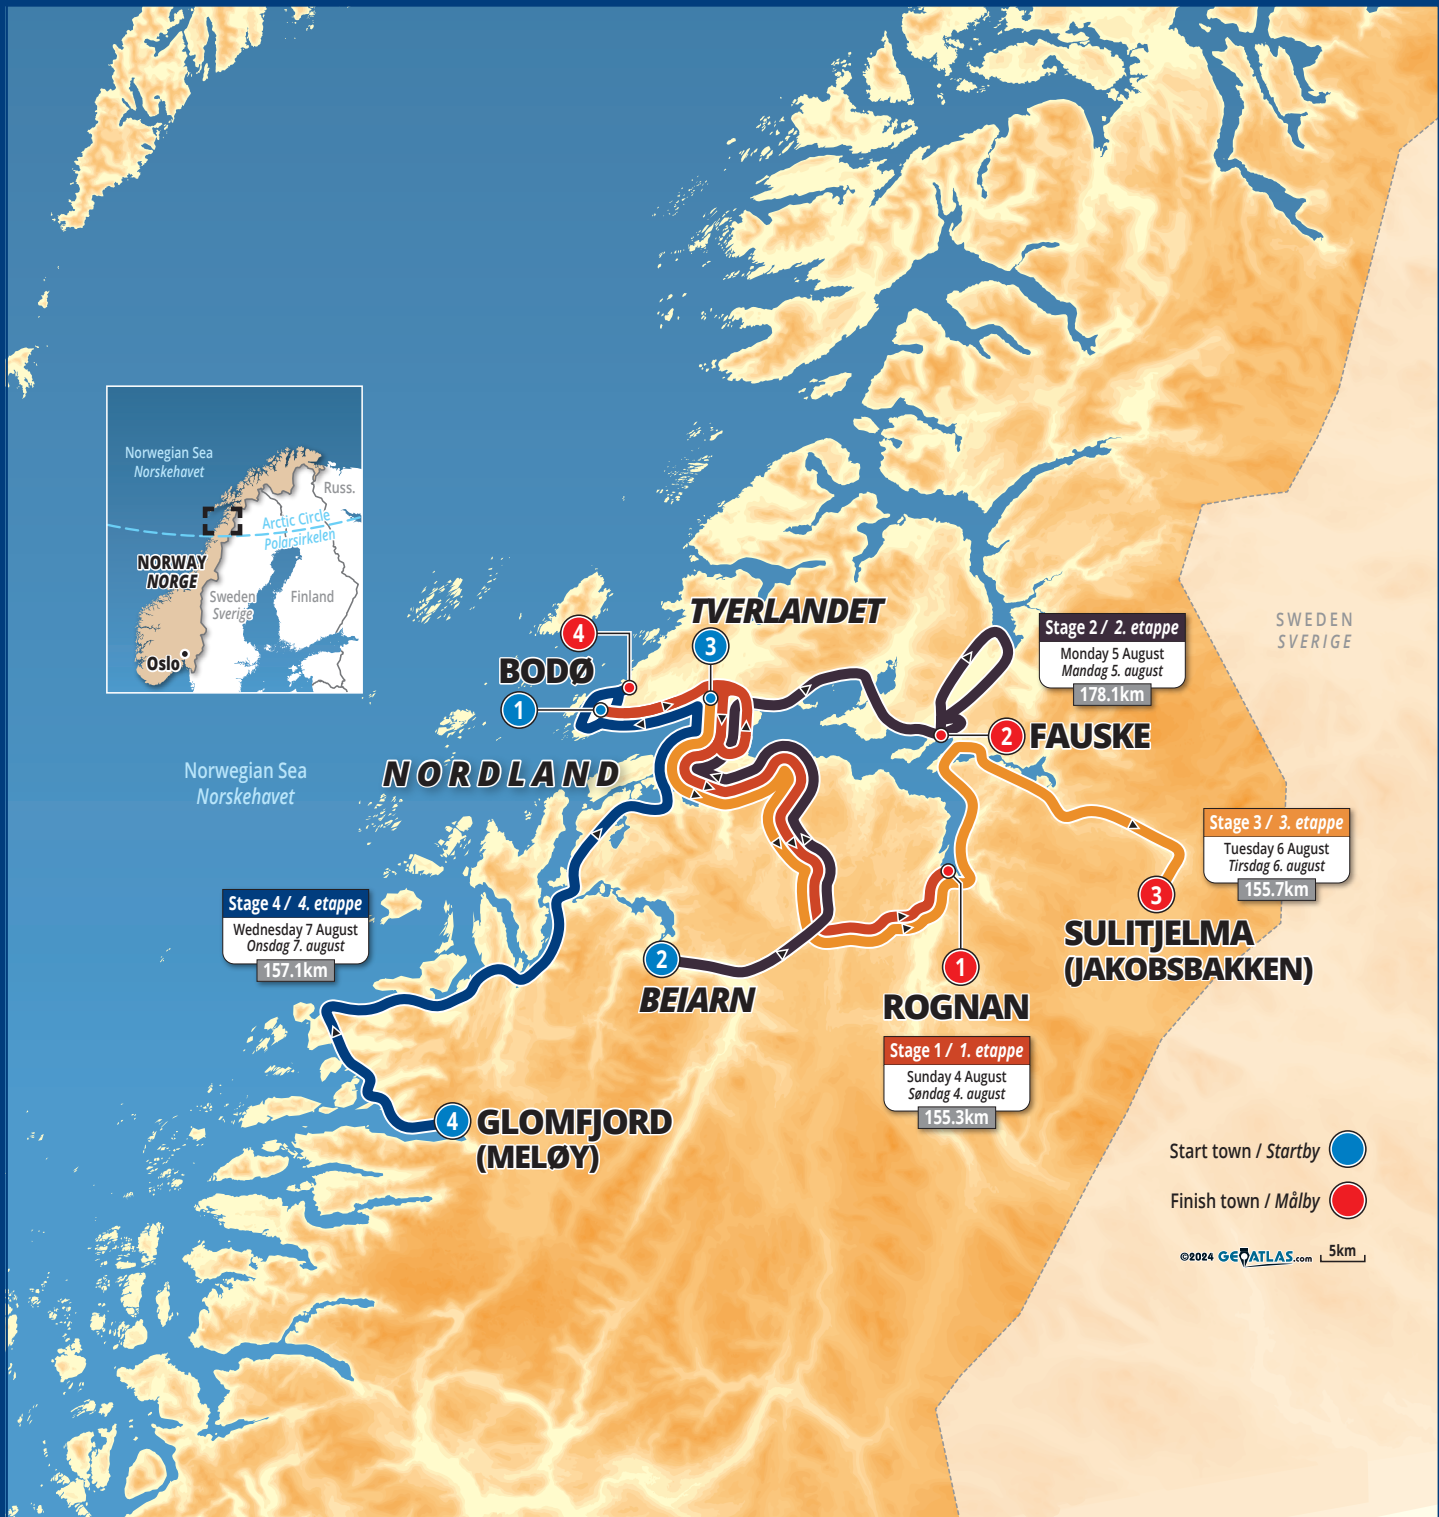 Norwegian Sea
Norskehavet
Russ.
Arctic Circle
Polarsirkelen
NORWAY
NORGE
Sweden
Sverige
Finland
Oslo
TVERLANDET
4
3
BODØ
1
Stage 2 / 2. etappe
Monday 5 August
Mandag 5. august
178.1km
SWEDEN
SVERIGE
2
FAUSKE
NORDLAND
Norwegian Sea
Norskehavet
Stage 3 / 3. etappe
Tuesday 6 August
Tirsdag 6. august
155.7km
3
SULITJELMA
(JAKOBSBAKKEN)
Stage 4 / 4. etappe
Wednesday 7 August
Onsdag 7. august
157.1km
2
BEIARN
1
ROGNAN
Stage 1 / 1. etappe
Sunday 4 August
Søndag 4. august
155.3km
4
GLOMFJORD
(MELØY)
Start town / Startby
Finish town / Målby
©2024 GEOATLAS.com
5km